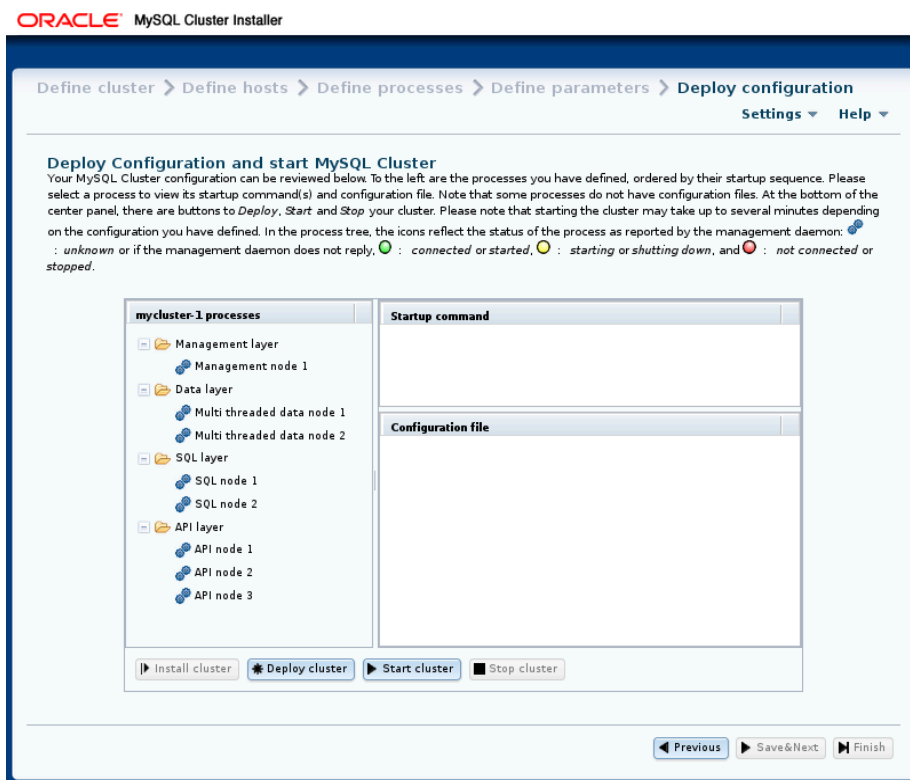 ORACLE MySQL Cluster Installer
Define cluster > Define hosts > Define processes > Define parameters > Deploy configuration
Settings Help
Deploy Configuration and start MySQL Cluster
Your MySQL Cluster configuration can be reviewed below. To the left are the processes you have defined, ordered by their startup sequence. Please
select a process to view its startup command(s) and configuration file. Note that some processes do not have configuration files. At the bottom of the
center panel, there are buttons to Deploy, Start and Stop your cluster. Please note that starting the cluster may take up to several minutes depending
on the configuration you have defined. In the process tree, the icons reflect the status of the process as reported by the management daemon:
: unknown or if the management daemon does not reply, : connected or started, : starting or shutting down, and : not connected or
stopped.
mycluster-1 processes
Management layer
Management node 1
Data layer
Multi threaded data node 1
Multi threaded data node 2
SQL layer
SQL node 1
SQL node 2
API layer
API node 1
API node 2
API node 3
Startup command
Configuration file
Install cluster Deploy cluster Start cluster Stop cluster
Previous Save&Next Finish